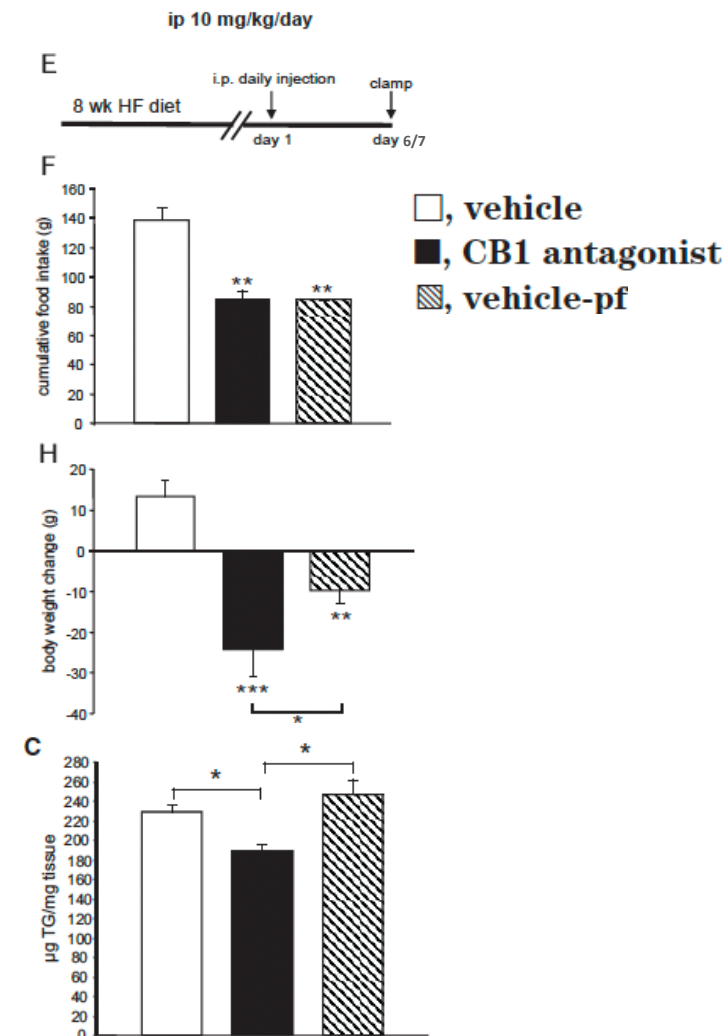 ip 10 mg/kg/day
E
i.p. daily injection
clamp
8 wk HF diet
day 1
day 6/7
F
cumulative food intake (g)
160
140
120
100
80
60
40
20
0
**
**
□, vehicle
■, CB1 antagonist
▧, vehicle-pf
H
body weight change (g)
20
10
0
-10
-20
-30
-40
***
**
*
C
µg TG/mg tissue
280
260
240
220
200
180
160
140
120
100
80
60
40
20
0
*
*